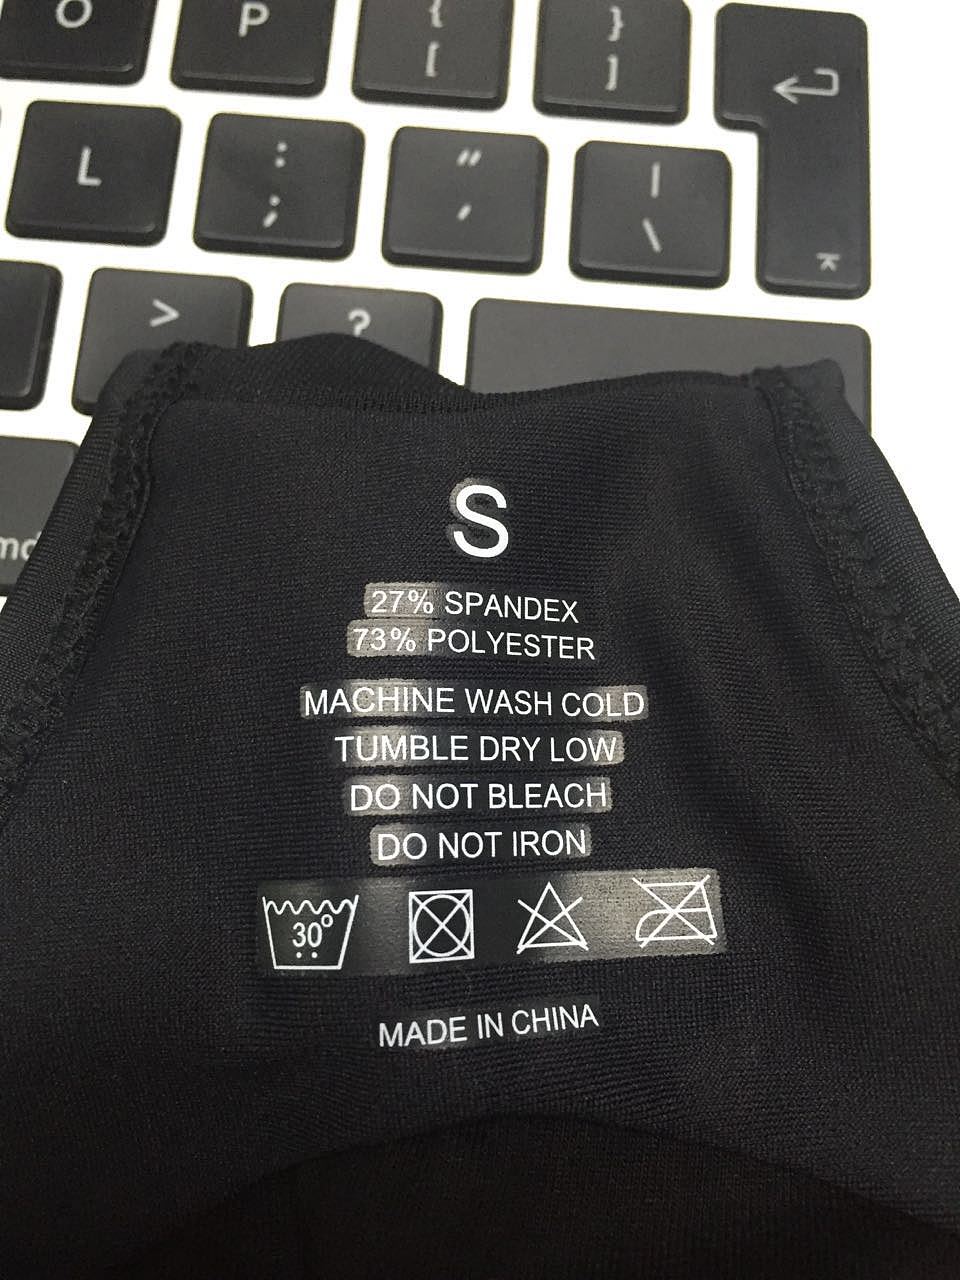 O P { [ } ]
L : ; " ' | \
> ?
S
27% SPANDEX
73% POLYESTER
MACHINE WASH COLD
TUMBLE DRY LOW
DO NOT BLEACH
DO NOT IRON
30°
MADE IN CHINA